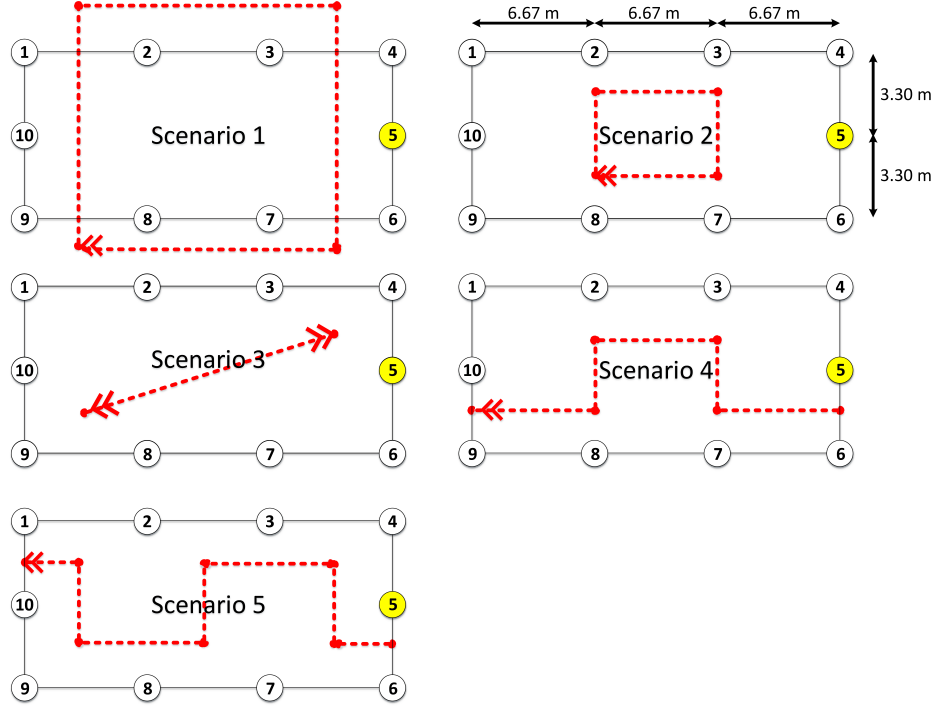 6.67 m 6.67 m 6.67 m
1 2 3 4
10 Scenario 1 5
9 8 7 6
1 2 3 4
10 Scenario 2 5
9 8 7 6
3.30 m
3.30 m
1 2 3 4
10 Scenario 3 5
9 8 7 6
1 2 3 4
10 Scenario 4 5
9 8 7 6
1 2 3 4
10 Scenario 5 5
9 8 7 6